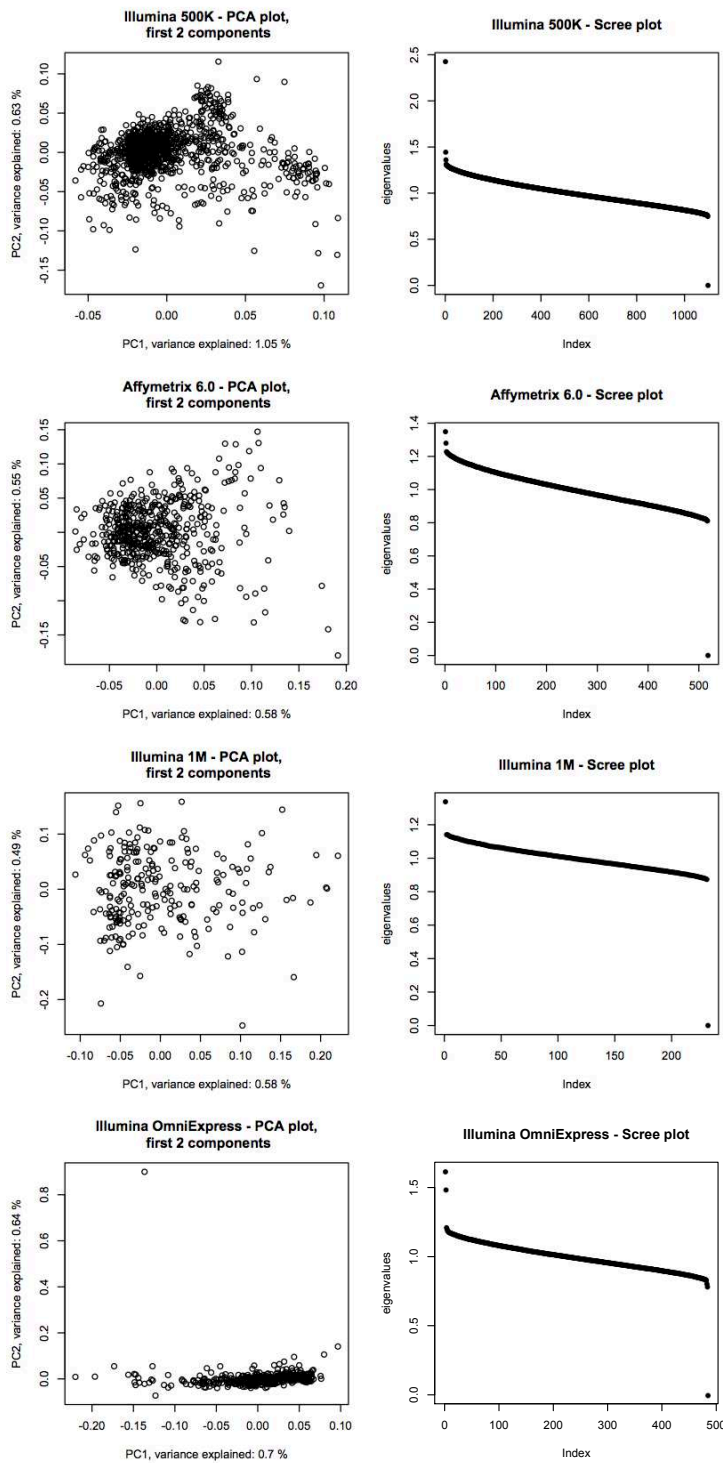 Illumina 500K - PCA plot,
first 2 components
PC2, variance explained: 0.63 %
0.10
0.05
0.00
-0.05
-0.10
-0.15
-0.05 0.00 0.05 0.10
PC1, variance explained: 1.05 %
Illumina 500K - Scree plot
eigenvalues
2.5
2.0
1.5
1.0
0.5
0.0
0 200 400 600 800 1000
Index
Affymetrix 6.0 - PCA plot,
first 2 components
PC2, variance explained: 0.55 %
0.15
0.05
-0.05
-0.15
-0.05 0.00 0.05 0.10 0.15 0.20
PC1, variance explained: 0.58 %
Affymetrix 6.0 - Scree plot
eigenvalues
1.4
1.2
1.0
0.8
0.6
0.4
0.2
0.0
0 100 200 300 400 500
Index
Illumina 1M - PCA plot,
first 2 components
PC2, variance explained: 0.49 %
0.1
0.0
-0.1
-0.2
-0.10 -0.05 0.00 0.05 0.10 0.15 0.20
PC1, variance explained: 0.58 %
Illumina 1M - Scree plot
eigenvalues
1.2
1.0
0.8
0.6
0.4
0.2
0.0
0 50 100 150 200
Index
Illumina OmniExpress - PCA plot,
first 2 components
PC2, variance explained: 0.64 %
0.8
0.6
0.4
0.2
0.0
-0.20 -0.15 -0.10 -0.05 0.00 0.05 0.10
PC1, variance explained: 0.7 %
Illumina OmniExpress - Scree plot
eigenvalues
1.5
1.0
0.5
0.0
0 100 200 300 400 500
Index